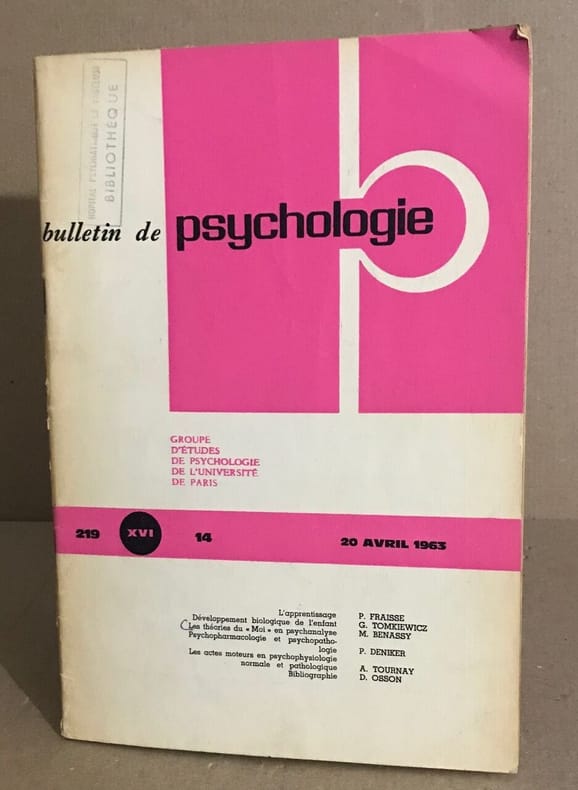 HOPITAL PSYCHIATRIQUE
BIBLIOTHÈQUE
bulletin de psychologie
GROUPE
D'ÉTUDES
DE PSYCHOLOGIE
DE L'UNIVERSITÉ
DE PARIS
219 XVI 14 20 AVRIL 1963
L'apprentissage P. FRAISSE
Développement biologique de l'enfant G. TOMKIEWICZ
Les théories du « Moi » en psychanalyse M. BENASSY
Psychopharmacologie et psychopatho-
logie P. DENIKER
Les actes moteurs en psychophysiologie
normale et pathologique A. TOURNAY
Bibliographie D. OSSON